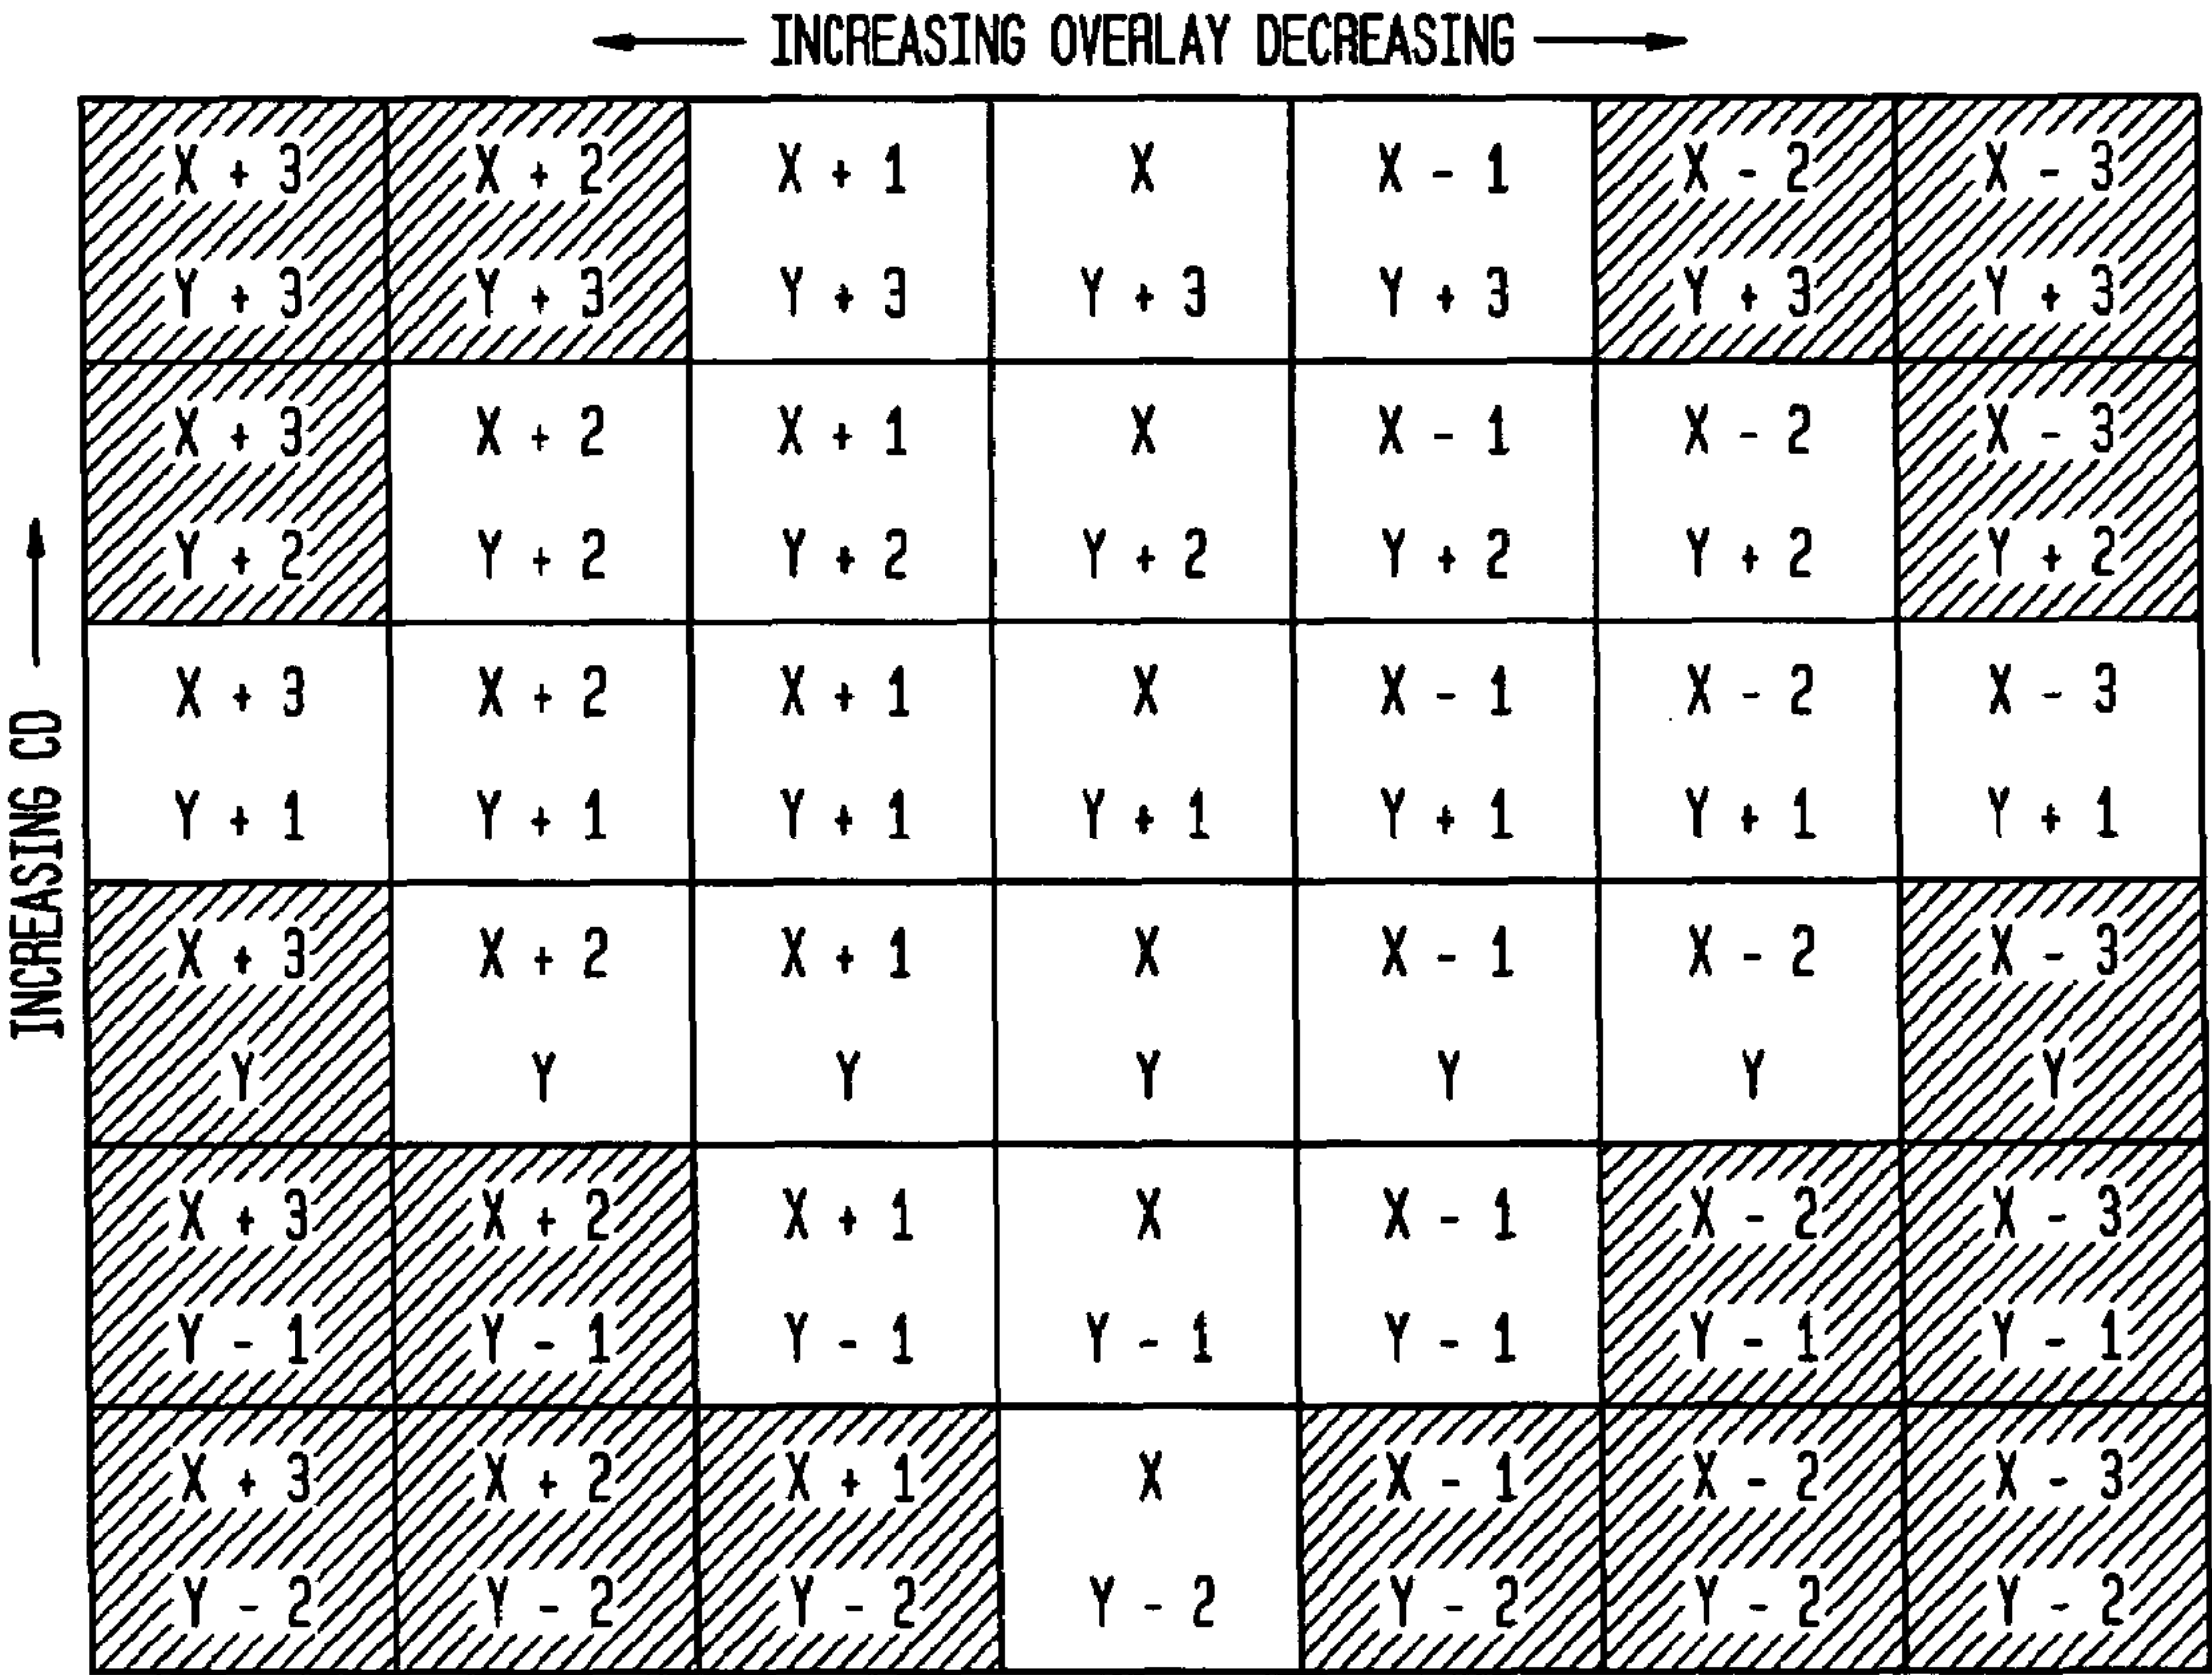 INCREASING OVERLAY DECREASING
X + 3 X + 2 X + 1 X X - 1 X - 2 X - 3
Y + 3 Y + 3 Y + 3 Y + 3 Y + 3 Y + 3 Y + 3
X + 3 X + 2 X + 1 X X - 1 X - 2 X - 3
Y + 2 Y + 2 Y + 2 Y + 2 Y + 2 Y + 2 Y + 2
X + 3 X + 2 X + 1 X X - 1 X - 2 X - 3
Y + 1 Y + 1 Y + 1 Y + 1 Y + 1 Y + 1 Y + 1
X + 3 X + 2 X + 1 X X - 1 X - 2 X - 3
Y Y Y Y Y Y Y
X + 3 X + 2 X + 1 X X - 1 X - 2 X - 3
Y - 1 Y - 1 Y - 1 Y - 1 Y - 1 Y - 1 Y - 1
X + 3 X + 2 X + 1 X X - 1 X - 2 X - 3
Y - 2 Y - 2 Y - 2 Y - 2 Y - 2 Y - 2 Y - 2
INCREASING CD